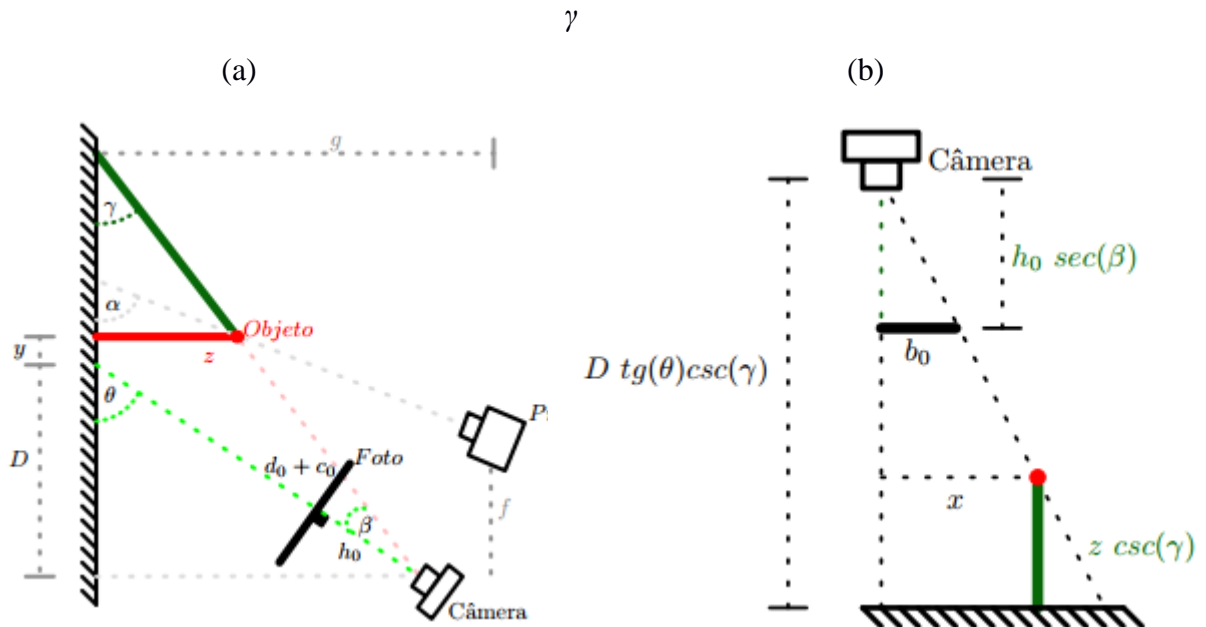 γ
(a)
(b)
g
γ
α
Objeto
z
y
θ
D
d₀ + c₀
Foto
f
β
h₀
Câmera
Câmera
h₀ sec(β)
b₀
D tg(θ)csc(γ)
x
z csc(γ)